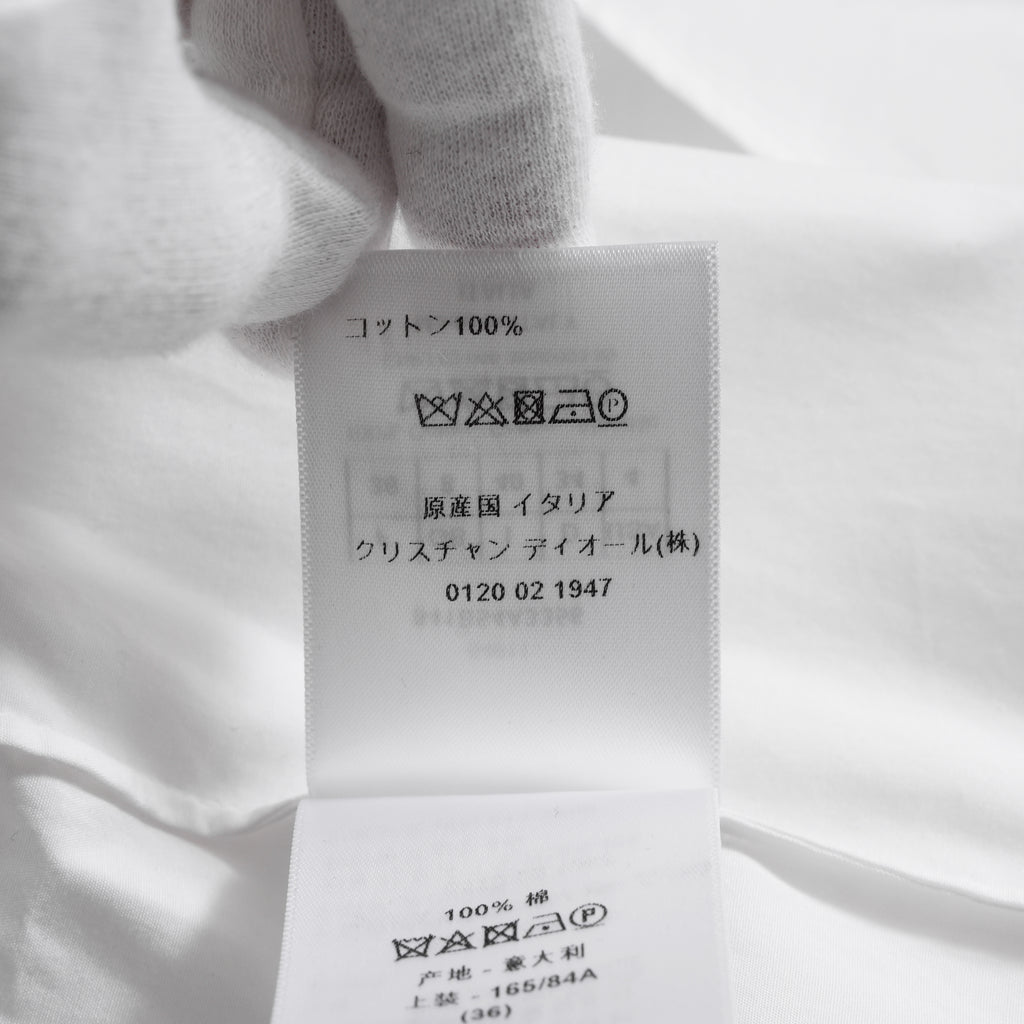 コットン100%
P
原産国 イタリア
クリスチャン ディオール(株)
0120 02 1947
100% 棉
P
产地 - 意大利
上装 - 165/84A
(36)